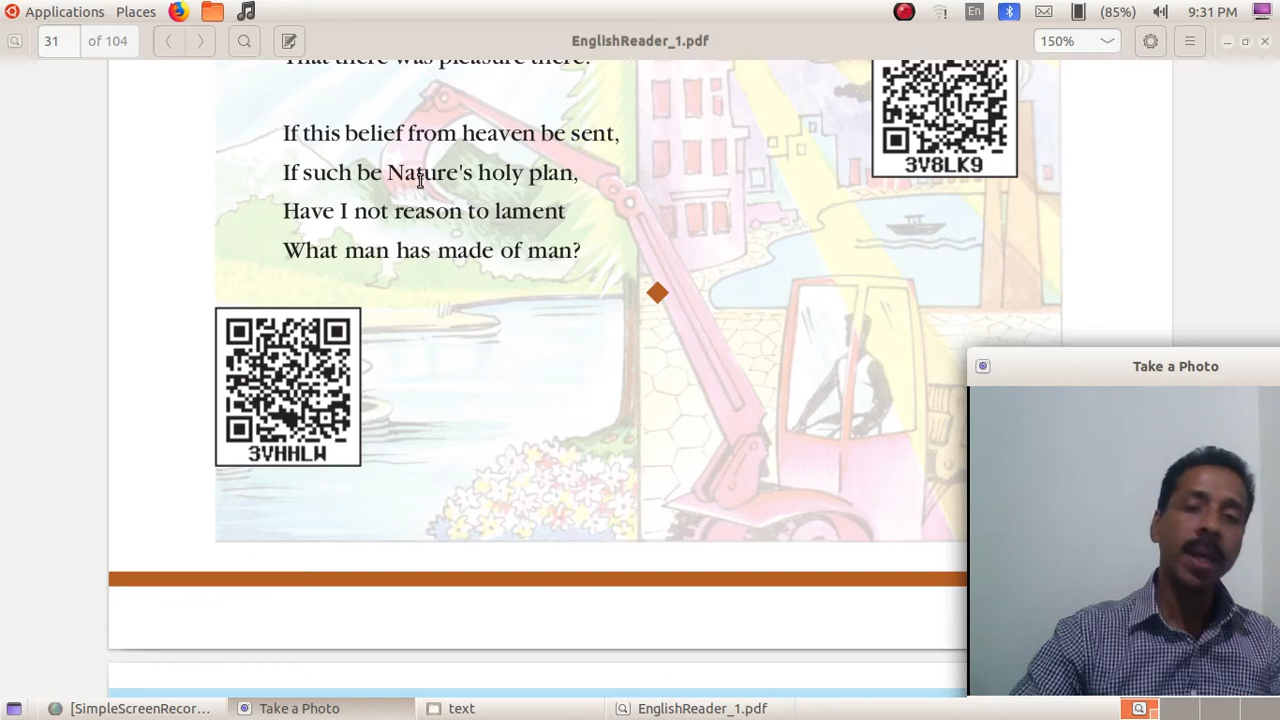 Applications Places En (85%) 9:31 PM
31 of 104 EnglishReader_1.pdf 150%
That there was pleasure there.
If this belief from heaven be sent,
If such be Nature's holy plan,
Have I not reason to lament
What man has made of man?
3V8LK9
3VHHLW
Take a Photo
[SimpleScreenRecor... Take a Photo text EnglishReader_1.pdf